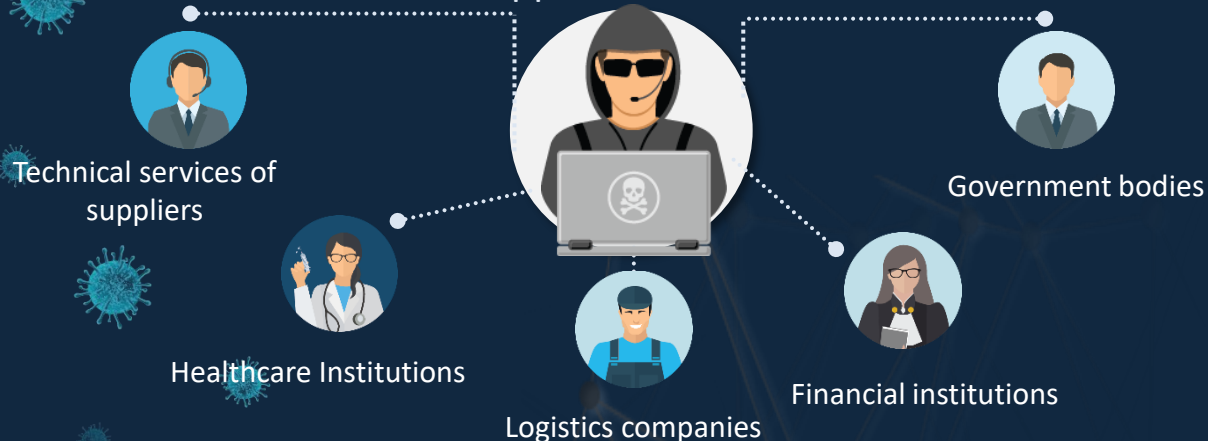 Technical services of
suppliers
Government bodies
Healthcare Institutions
Financial institutions
Logistics companies